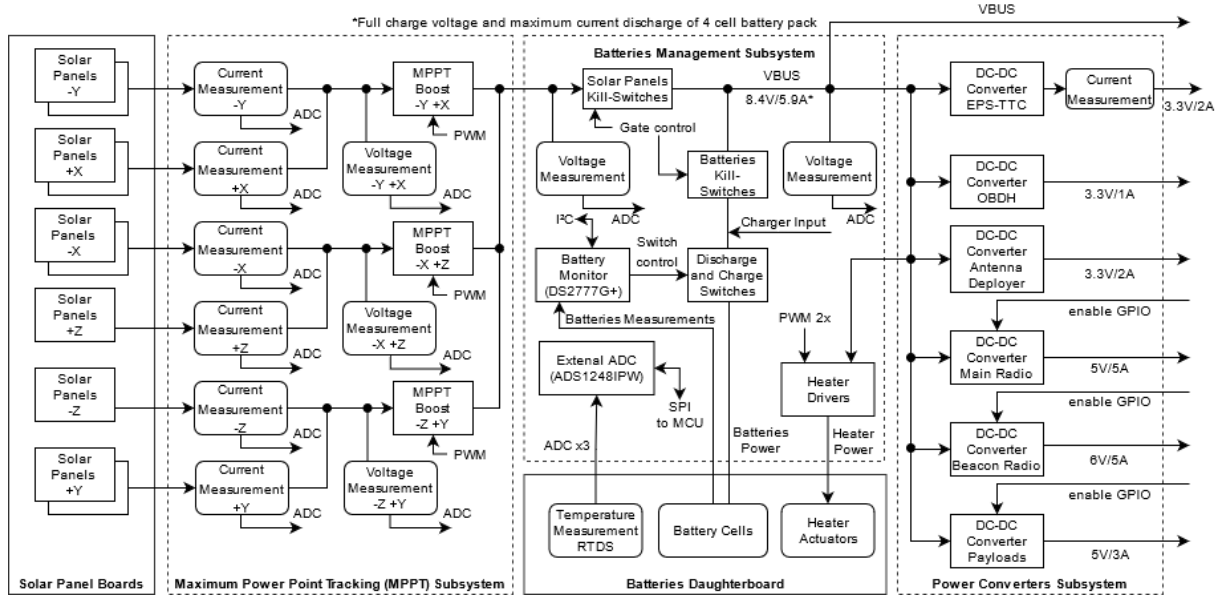 *Full charge voltage and maximum current discharge of 4 cell battery pack
VBUS
Solar
Panels
-Y
Solar
Panels
+X
Solar
Panels
-X
Solar
Panels
+Z
Solar
Panels
-Z
Solar
Panels
+Y
Solar Panel Boards
Current
Measurement
-Y
ADC
Current
Measurement
+X
ADC
Current
Measurement
-X
ADC
Current
Measurement
+Z
ADC
Current
Measurement
-Z
ADC
Current
Measurement
+Y
ADC
MPPT
Boost
-Y +X
PWM
Voltage
Measurement
-Y +X
ADC
MPPT
Boost
-X +Z
PWM
Voltage
Measurement
-X +Z
ADC
MPPT
Boost
-Z +Y
PWM
Voltage
Measurement
-Z +Y
ADC
Maximum Power Point Tracking (MPPT) Subsystem
Batteries Management Subsystem
Solar Panels
Kill-Switches
VBUS
8.4V/5.9A*
Gate control
Voltage
Measurement
ADC
Batteries
Kill-
Switches
Voltage
Measurement
ADC
Charger Input
I²C
Battery
Monitor
(DS2777G+)
Switch
control
Discharge
and Charge
Switches
Batteries Measurements
PWM 2x
Extenal ADC
(ADS1248IPW)
SPI
to MCU
Heater
Drivers
ADC x3
Batteries
Power
Heater
Power
Temperature
Measurement
RTDS
Battery Cells
Heater
Actuators
Batteries Daughterboard
DC-DC
Converter
EPS-TTC
Current
Measurement
3.3V/2A
DC-DC
Converter
OBDH
3.3V/1A
DC-DC
Converter
Antenna
Deployer
3.3V/2A
enable GPIO
DC-DC
Converter
Main Radio
5V/5A
enable GPIO
DC-DC
Converter
Beacon Radio
6V/5A
enable GPIO
DC-DC
Converter
Payloads
5V/3A
Power Converters Subsystem